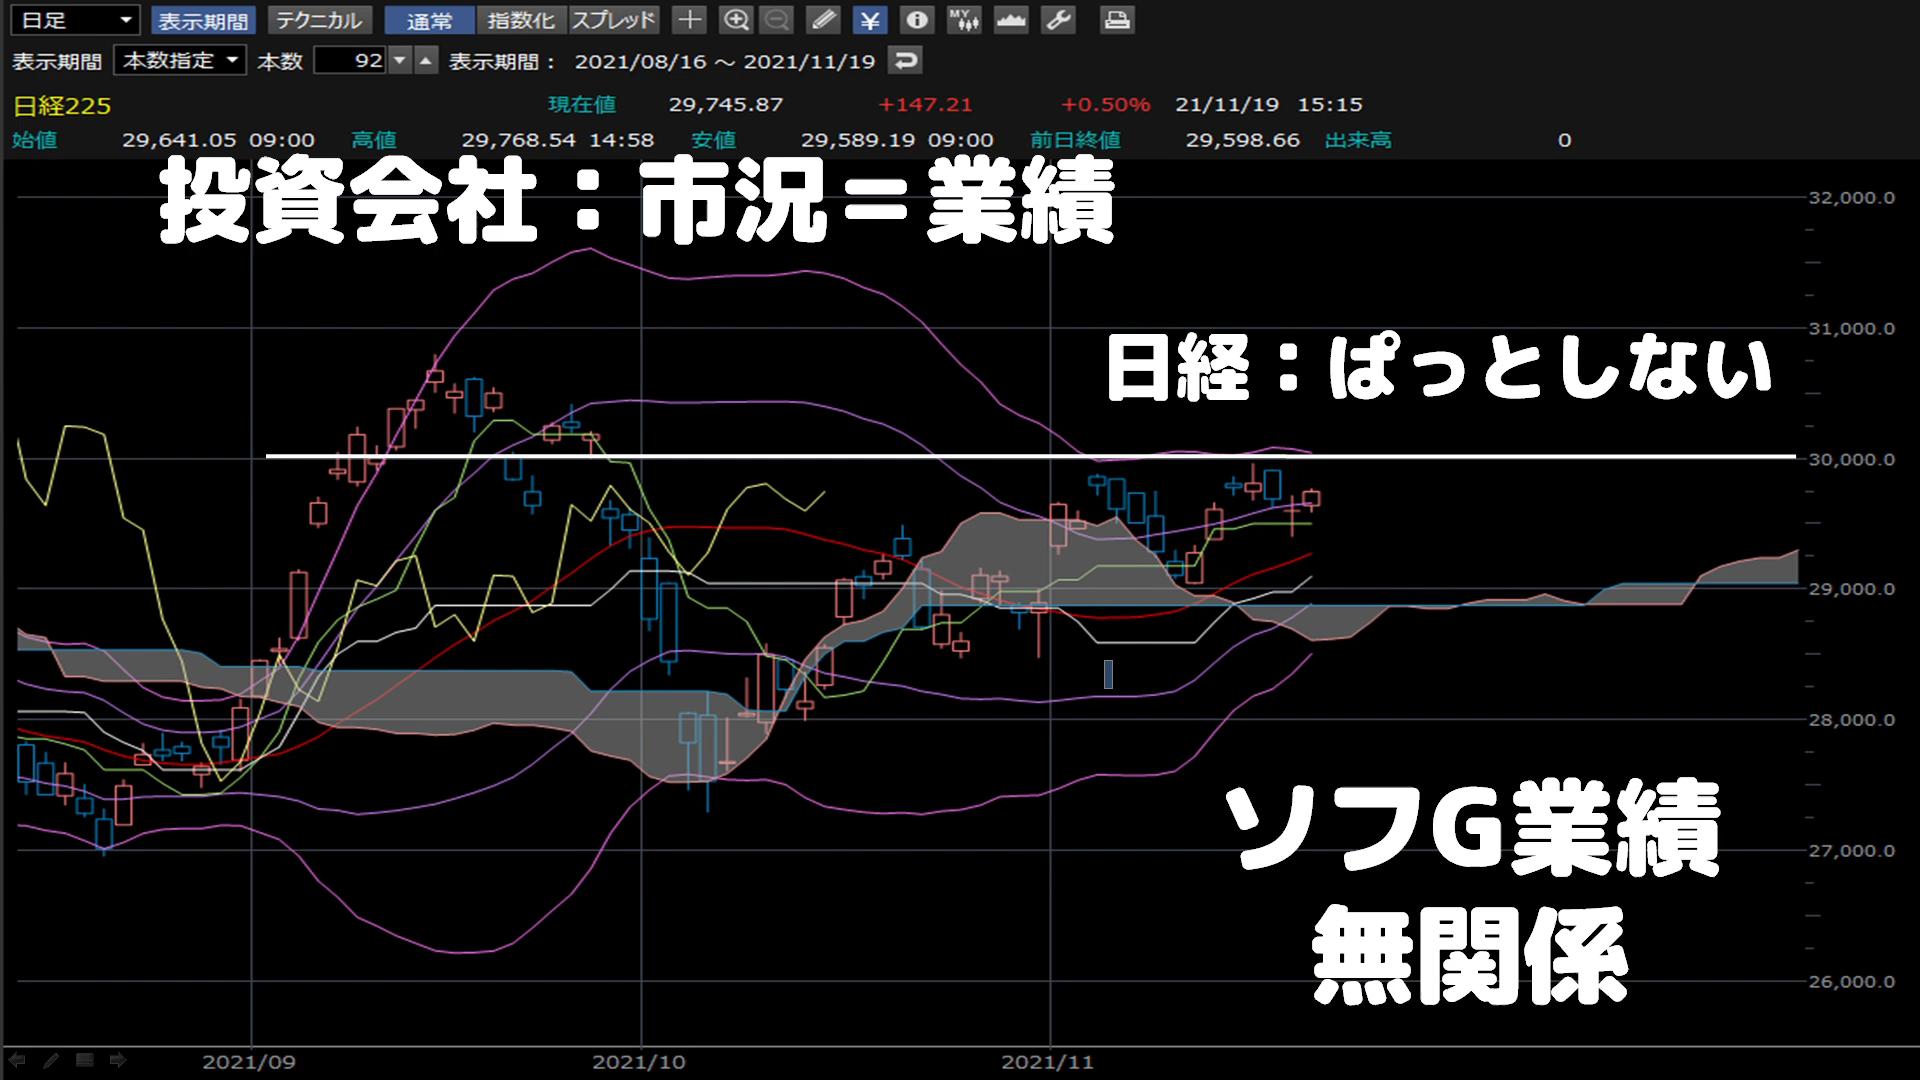 日足 表示期間 テクニカル 通常 指数化 スプレッド ¥ MY
表示期間 本数指定 本数 92 表示期間： 2021/08/16 ～ 2021/11/19
日経225 現在値 29,745.87 +147.21 +0.50% 21/11/19 15:15
始値 29,641.05 09:00 高値 29,768.54 14:58 安値 29,589.19 09:00 前日終値 29,598.66 出来高 0
投資会社：市況＝業績
32,000.0
31,000.0
日経：ぱっとしない
30,000.0
29,000.0
28,000.0
ソフG業績
27,000.0
無関係
26,000.0
2021/09 2021/10 2021/11